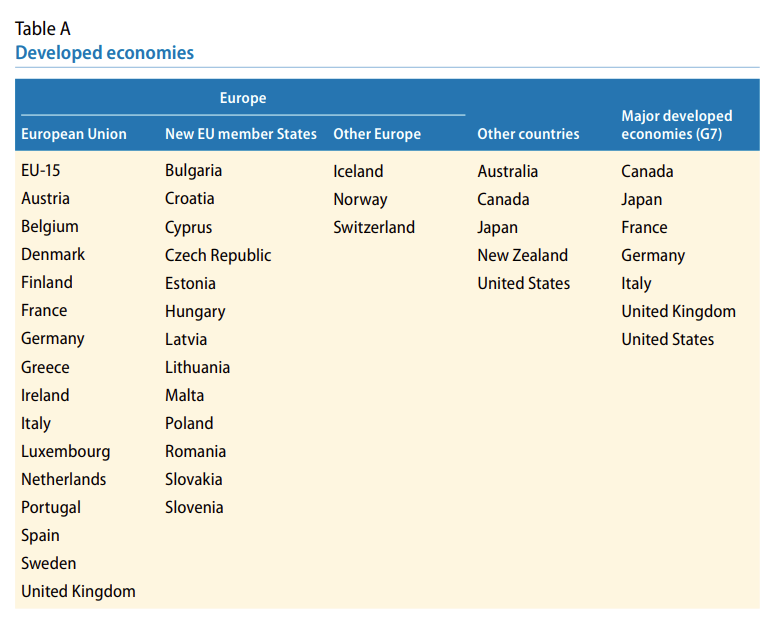 Table A
Developed economies
Europe
European Union New EU member States Other Europe Other countries Major developed economies (G7)
EU-15 Bulgaria Iceland Australia Canada
Austria Croatia Norway Canada Japan
Belgium Cyprus Switzerland Japan France
Denmark Czech Republic New Zealand Germany
Finland Estonia United States Italy
France Hungary United Kingdom
Germany Latvia United States
Greece Lithuania
Ireland Malta
Italy Poland
Luxembourg Romania
Netherlands Slovakia
Portugal Slovenia
Spain
Sweden
United Kingdom